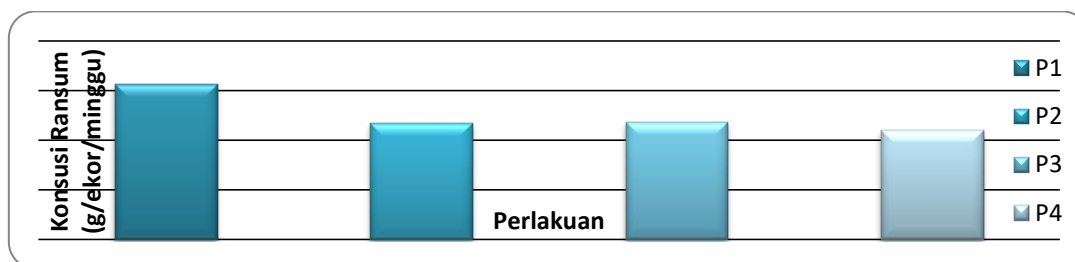 Konsusi Ransum
(g/ekor/minggu)
Perlakuan
P1
P2
P3
P4